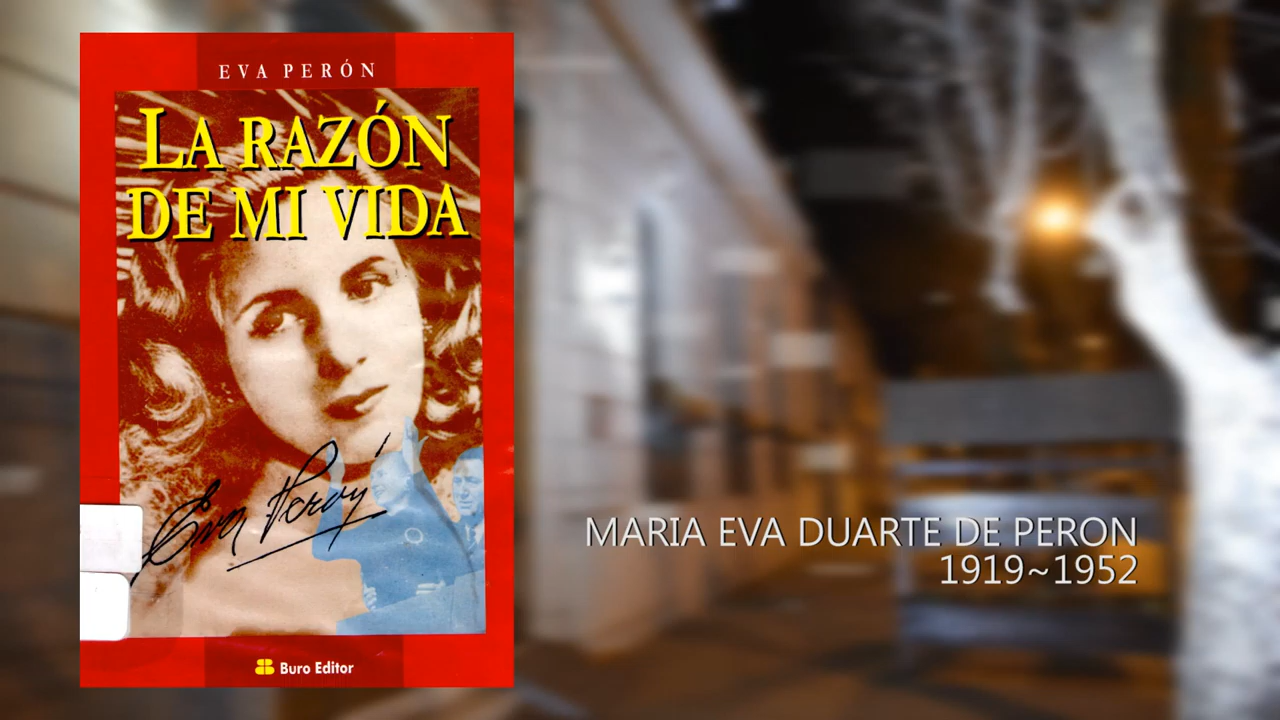 EVA PERÓN
LA RAZÓN
DE MI VIDA
Eva Perón
Buro Editor
MARIA EVA DUARTE DE PERON
1919~1952